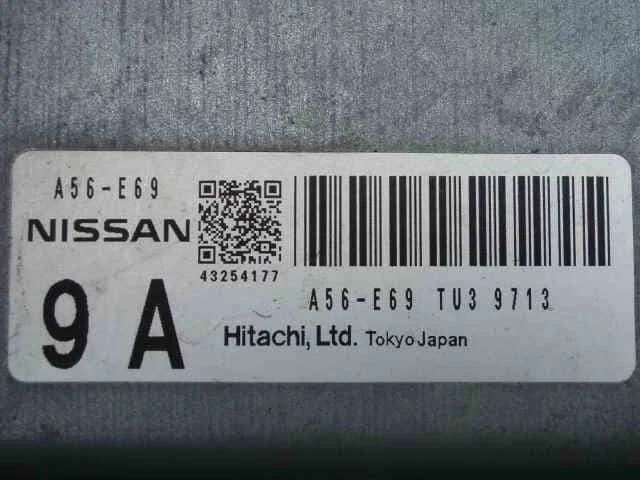 A56-E69
NISSAN
43254177
9 A
A56-E69 TU3 9713
Hitachi, Ltd. Tokyo Japan